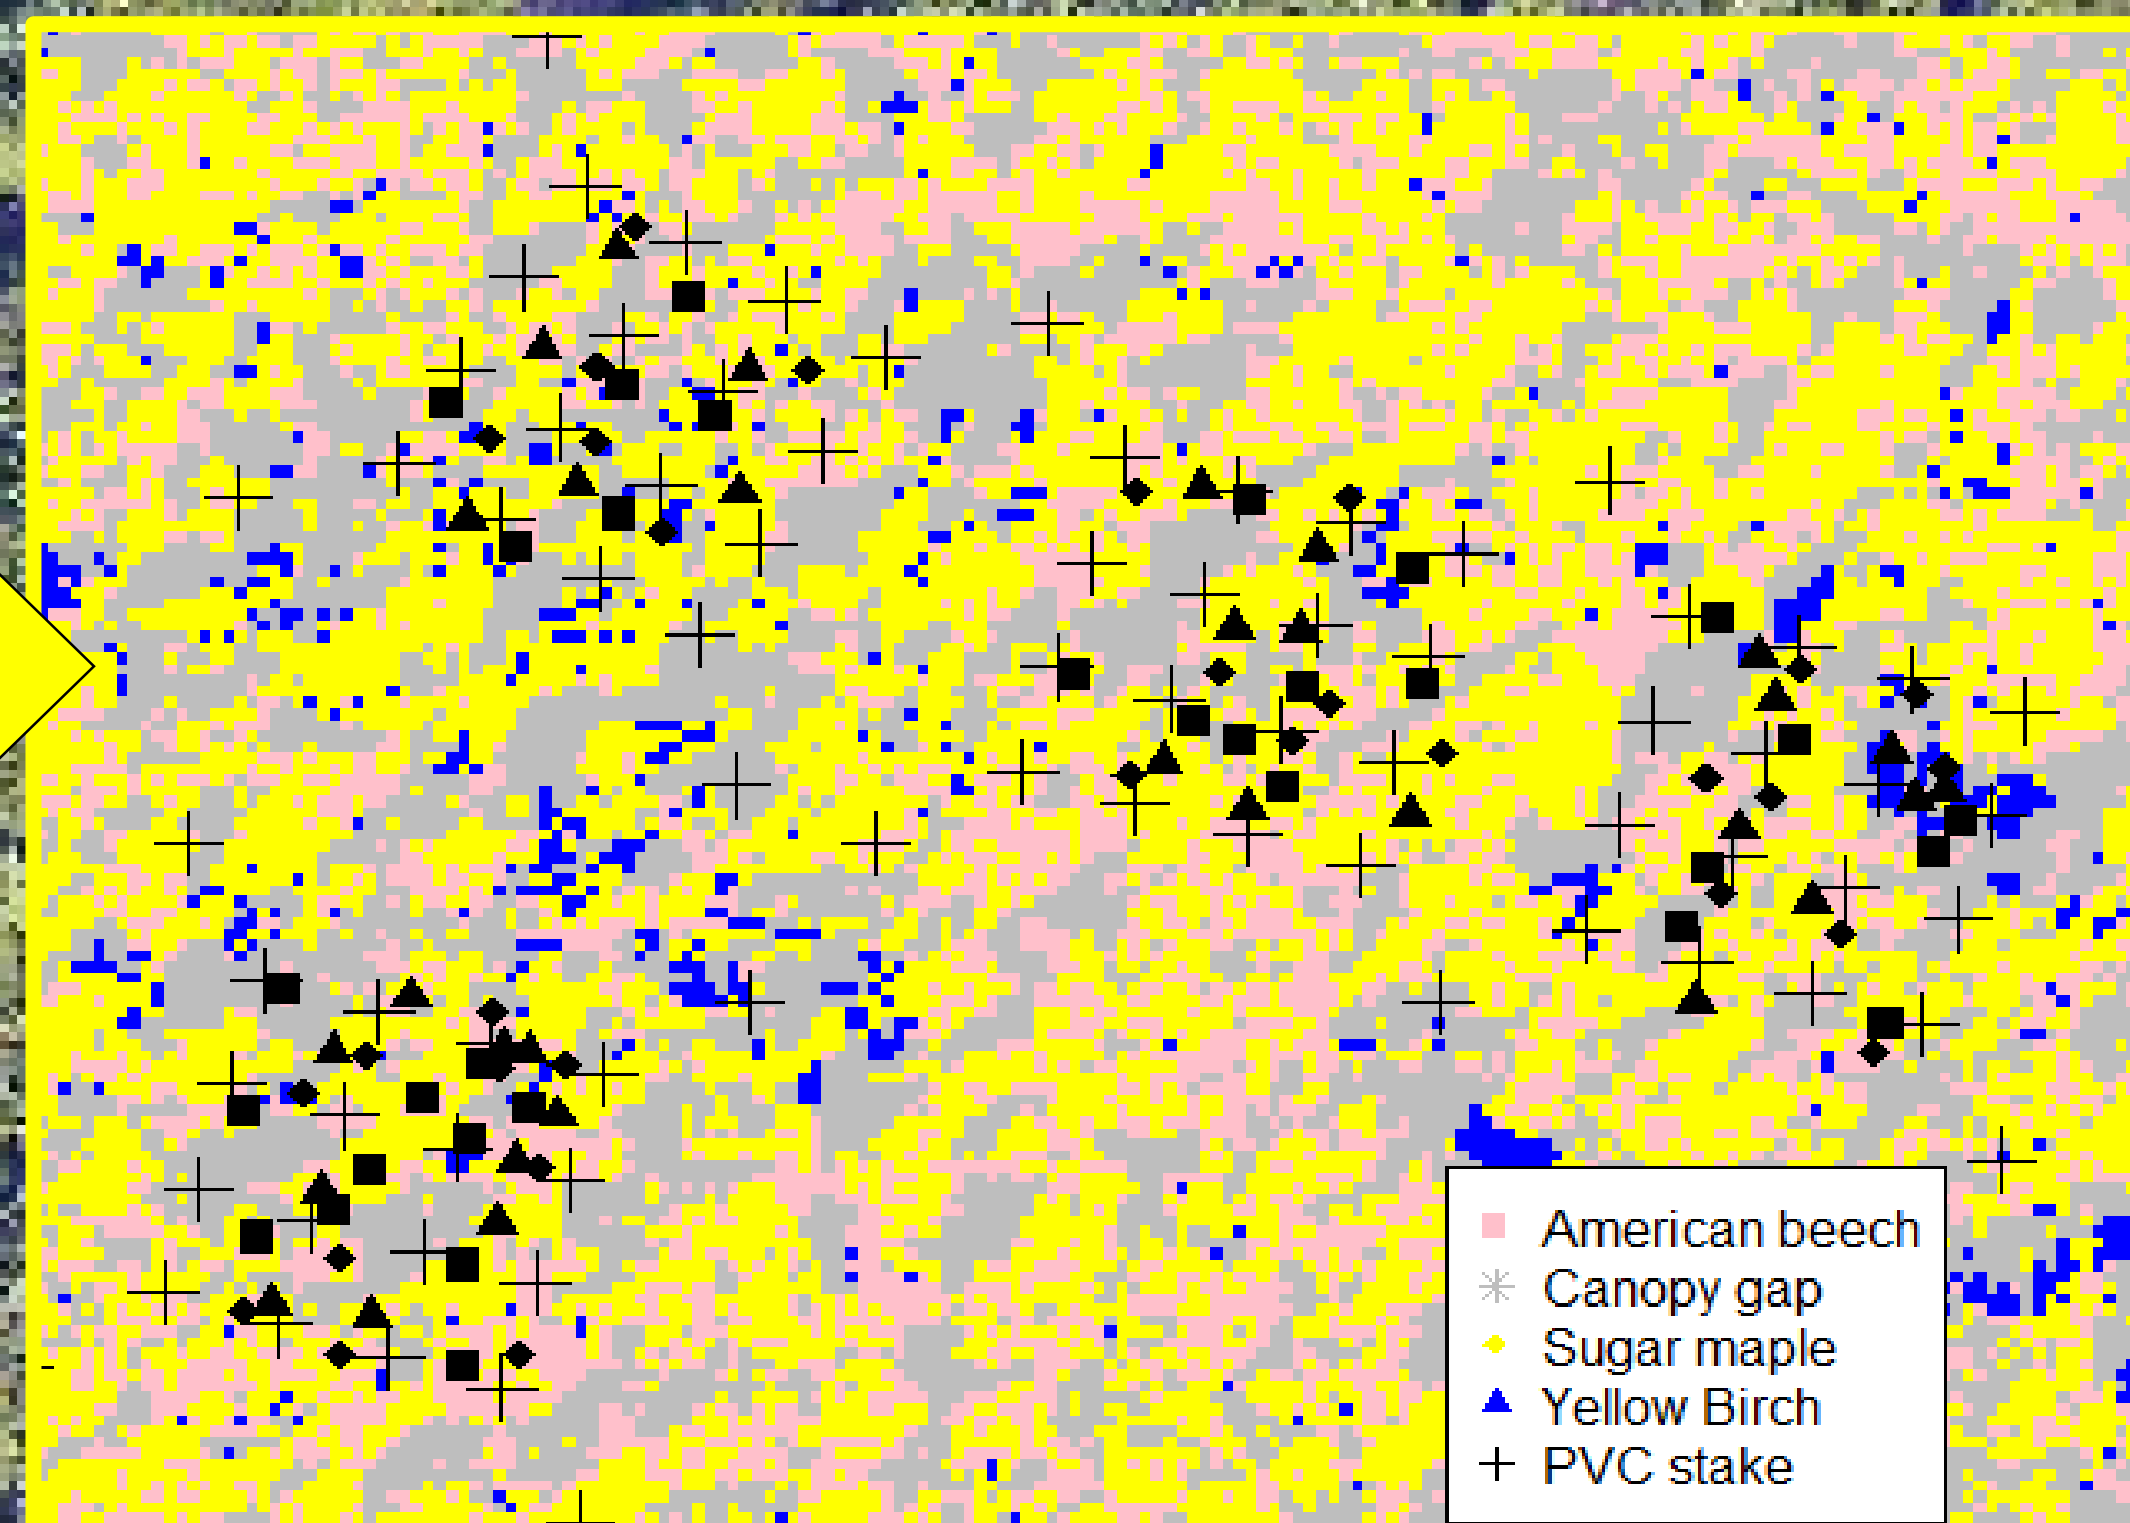 American beech
Canopy gap
Sugar maple
Yellow Birch
PVC stake